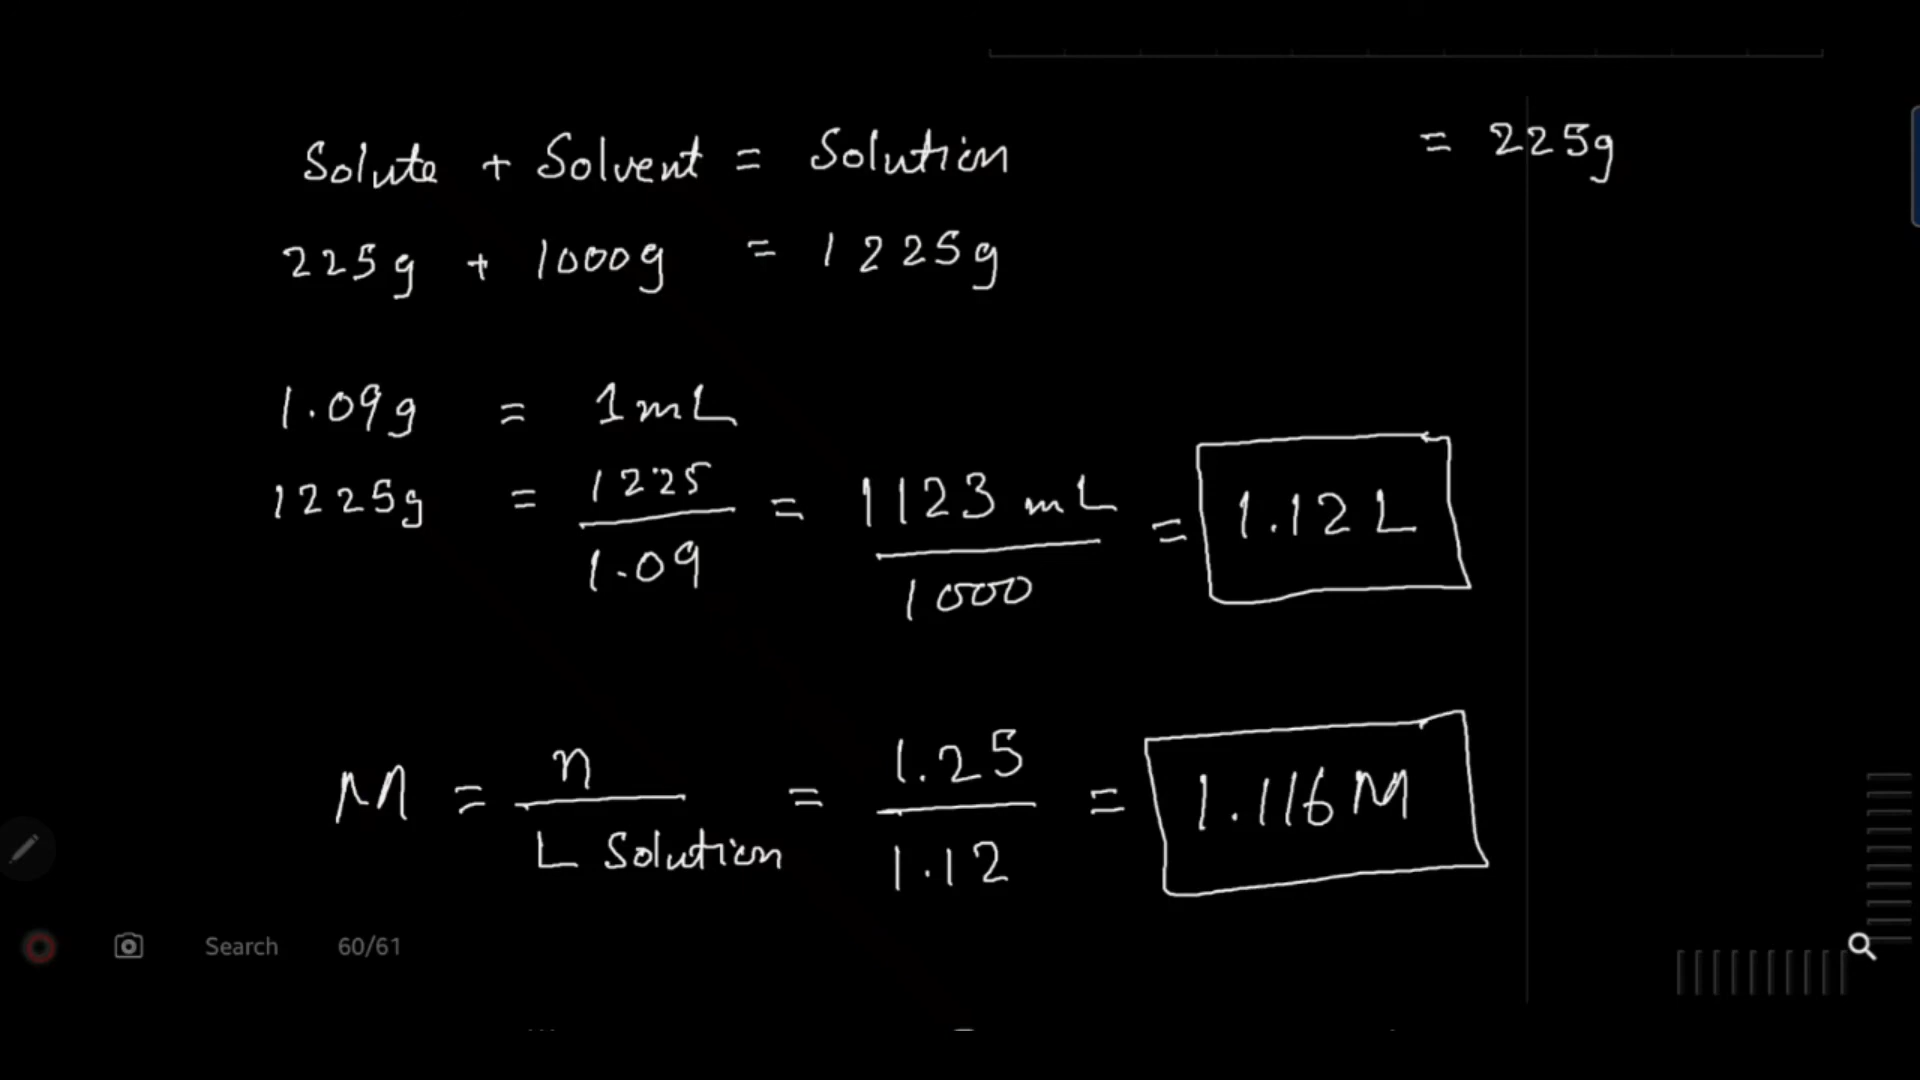 = 225g
Solute + Solvent = Solution
225g + 1000g = 1225g
1.09g = 1mL
1225g = 1225/1.09 = 1123 mL/1000 = 1.12 L
M = n/L Solution = 1.25/1.12 = 1.116 M
Search 60/61